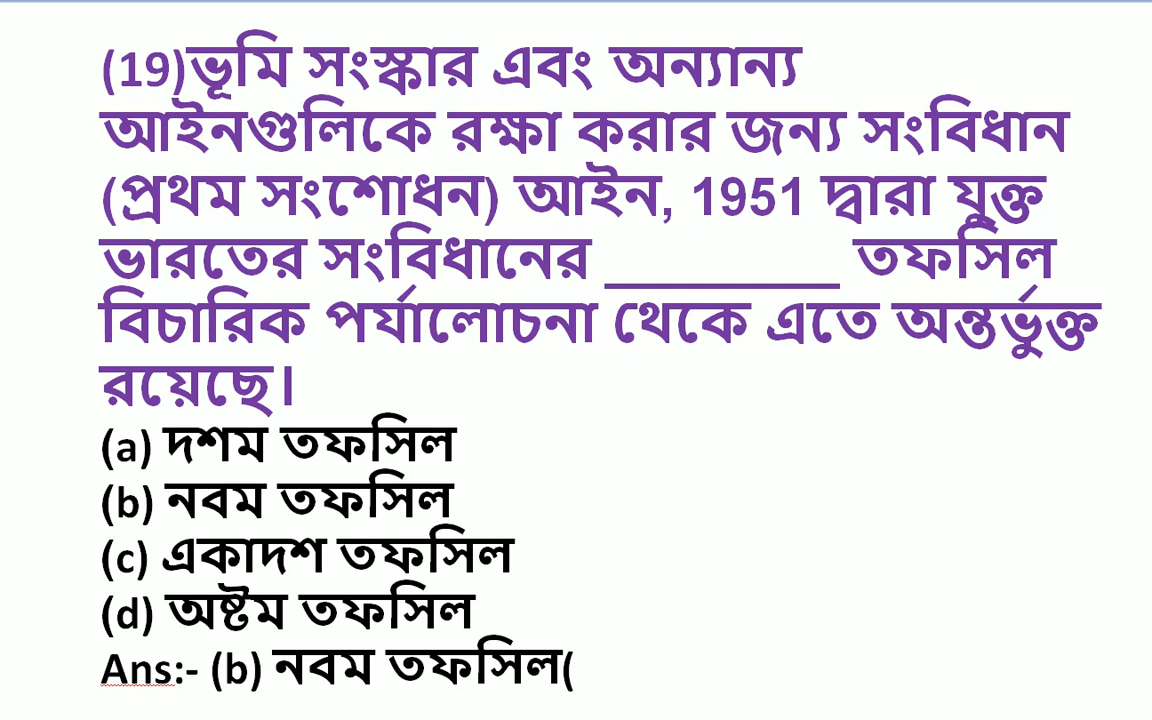 (19)ভূমি সংস্কার এবং অন্যান্য
আইনগুলিকে রক্ষা করার জন্য সংবিধান
(প্রথম সংশোধন) আইন, 1951 দ্বারা যুক্ত
ভারতের সংবিধানের _________ তফসিল
বিচারিক পর্যালোচনা থেকে এতে অন্তর্ভুক্ত
রয়েছে।
(a) দশম তফসিল
(b) নবম তফসিল
(c) একাদশ তফসিল
(d) অষ্টম তফসিল
Ans:- (b) নবম তফসিল(